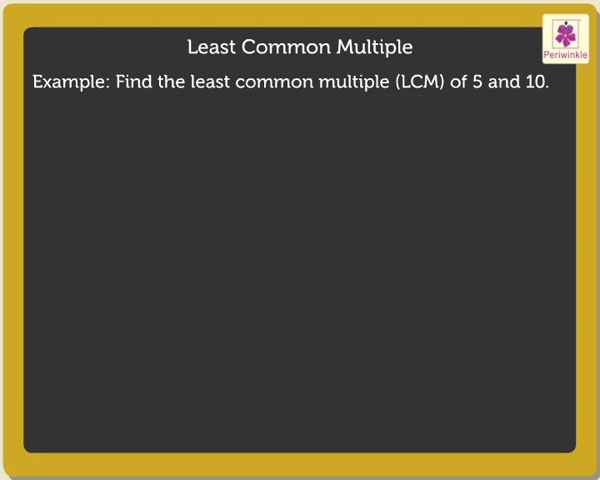 Least Common Multiple
Periwinkle
Example: Find the least common multiple (LCM) of 5 and 10.